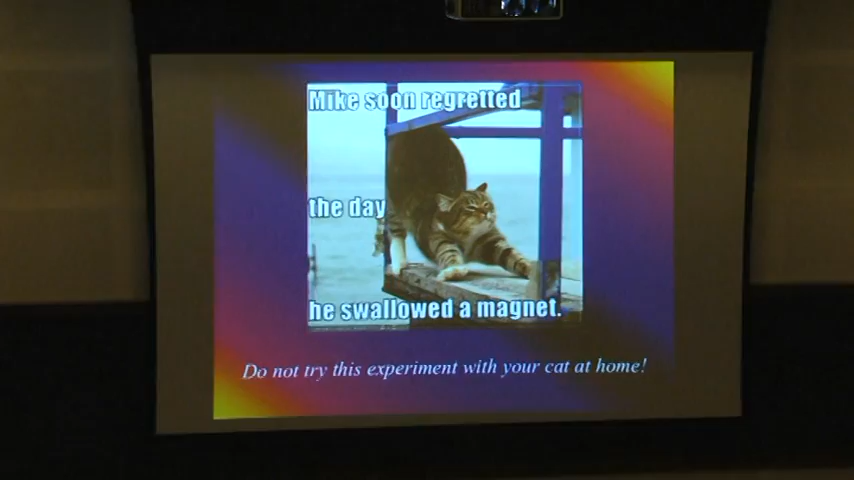 Mike soon regretted
the day
he swallowed a magnet.
Do not try this experiment with your cat at home!